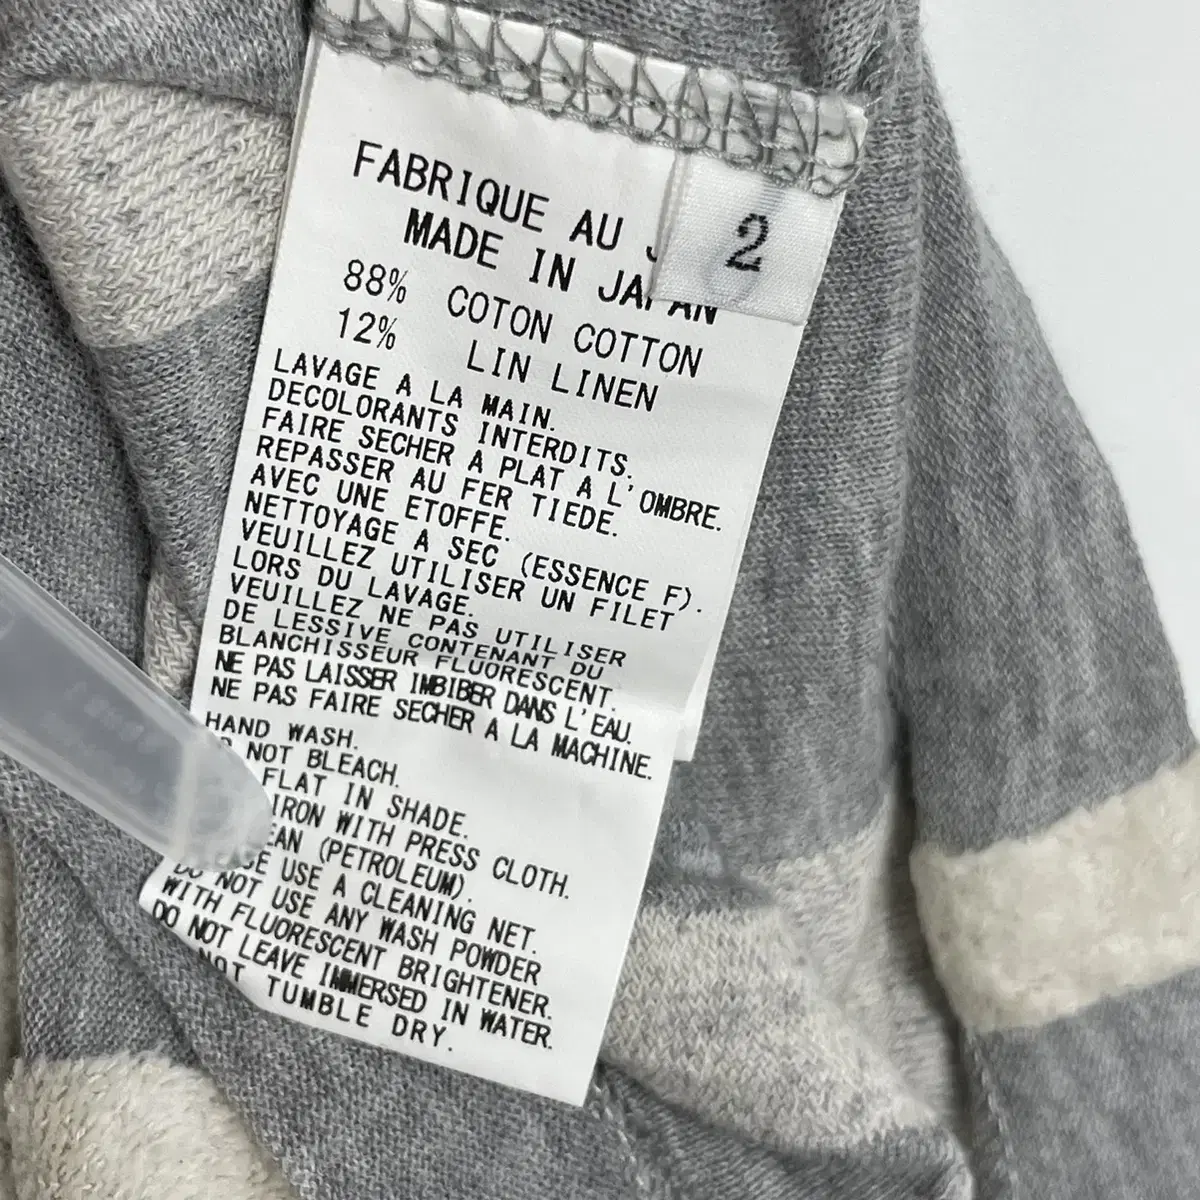 2
FABRIQUE AU
MADE IN JAPAN
88% COTON COTTON
12% LIN LINEN
LAVAGE A LA MAIN.
DECOLORANTS INTERDITS.
FAIRE SECHER A PLAT A L'OMBRE.
REPASSER AU FER TIEDE.
AVEC UNE ETOFFE.
NETTOYAGE A SEC (ESSENCE F).
VEUILLEZ UTILISER UN FILET
LORS DU LAVAGE.
VEUILLEZ NE PAS UTILISER
DE LESSIVE CONTENANT DU
BLANCHISSEUR FLUORESCENT.
NE PAS LAISSER IMBIBER DANS L'EAU.
NE PAS FAIRE SECHER A LA MACHINE.
HAND WASH.
NOT BLEACH.
FLAT IN SHADE.
IRON WITH PRESS CLOTH.
(PETROLEUM).
USE A CLEANING NET.
DO NOT USE ANY WASH POWDER
WITH FLUORESCENT BRIGHTENER.
DO NOT LEAVE IMMERSED IN WATER.
NOT TUMBLE DRY.